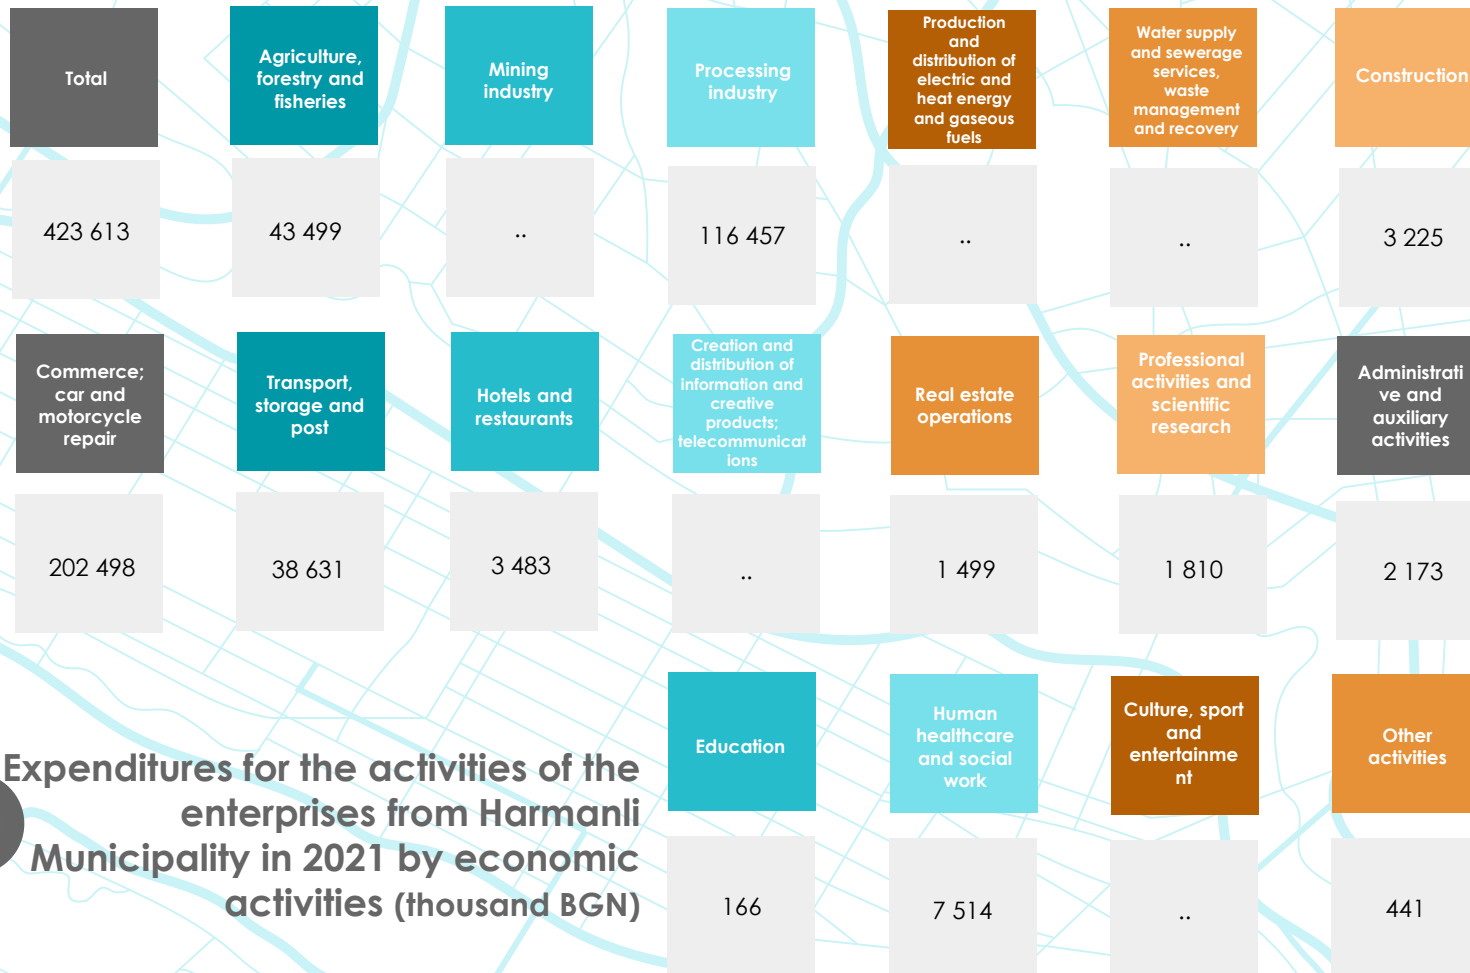 Total
Agriculture,
forestry and
fisheries
Mining
industry
Processing
industry
Production
and
distribution of
electric and
heat energy
and gaseous
fuels
Water supply
and sewerage
services,
waste
management
and recovery
Construction
423 613
43 499
..
116 457
..
..
3 225
Commerce;
car and
motorcycle
repair
Transport,
storage and
post
Hotels and
restaurants
Creation and
distribution of
information and
creative
products;
telecommunicat
ions
Real estate
operations
Professional
activities and
scientific
research
Administrati
ve and
auxiliary
activities
202 498
38 631
3 483
..
1 499
1 810
2 173
Education
Human
healthcare
and social
work
Culture, sport
and
entertainme
nt
Other
activities
166
7 514
..
441
Expenditures for the activities of the
enterprises from Harmanli
Municipality in 2021 by economic
activities (thousand BGN)